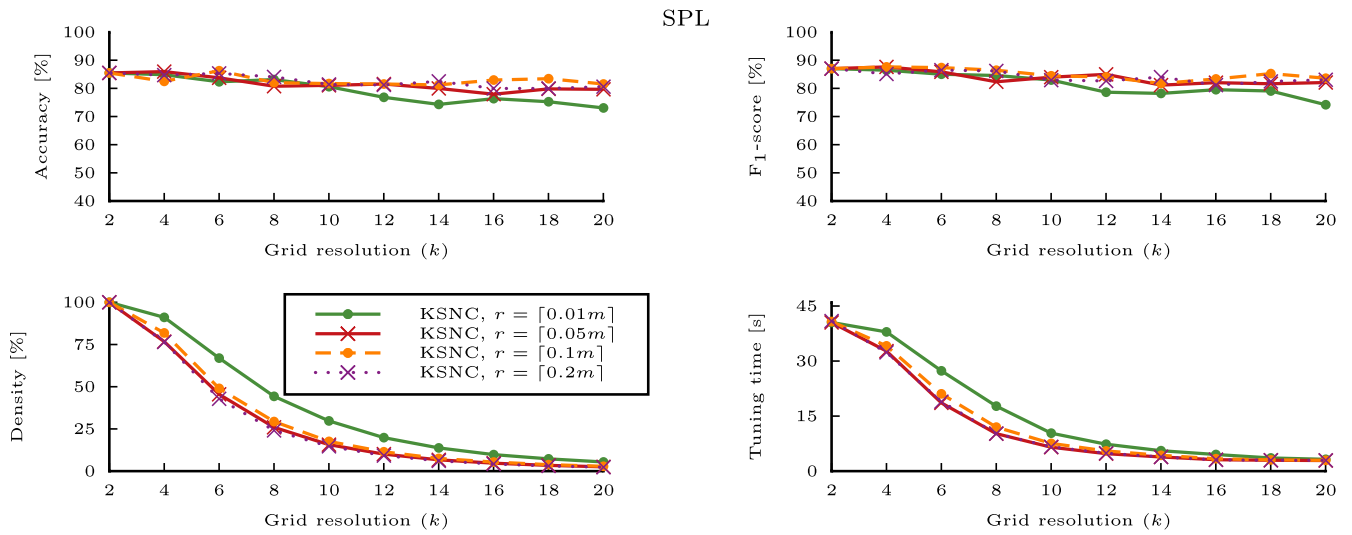 SPL
Accuracy [%]
100
90
80
70
60
50
40
2 4 6 8 10 12 14 16 18 20
Grid resolution (k)
F1-score [%]
100
90
80
70
60
50
40
2 4 6 8 10 12 14 16 18 20
Grid resolution (k)
Density [%]
100
75
50
25
0
2 4 6 8 10 12 14 16 18 20
Grid resolution (k)
KSNC, r = ⌈0.01m⌉
KSNC, r = ⌈0.05m⌉
KSNC, r = ⌈0.1m⌉
KSNC, r = ⌈0.2m⌉
Tuning time [s]
45
30
15
0
2 4 6 8 10 12 14 16 18 20
Grid resolution (k)